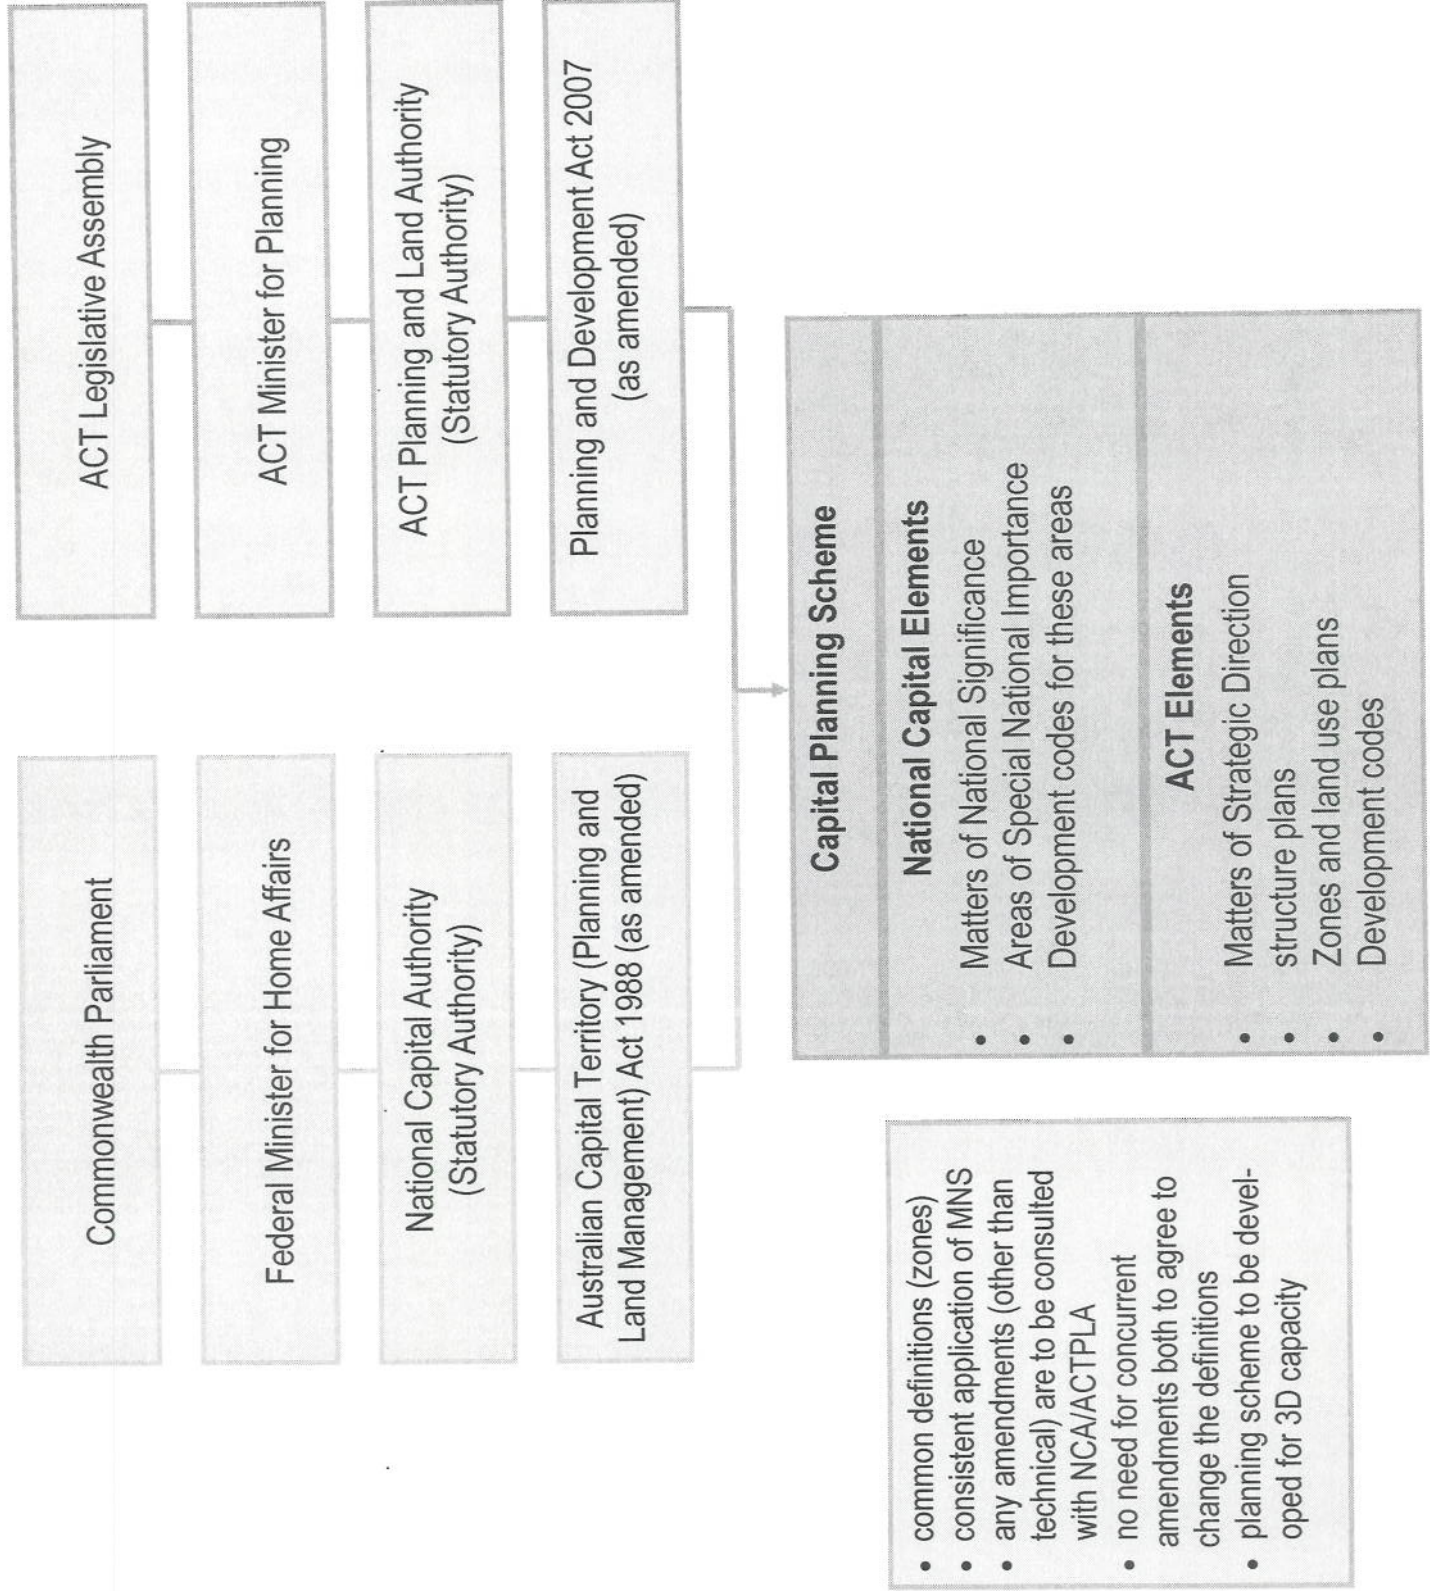 Commonwealth Parliament
Federal Minister for Home Affairs
National Capital Authority
(Statutory Authority)
Australian Capital Territory (Planning and
Land Management) Act 1988 (as amended)
ACT Legislative Assembly
ACT Minister for Planning
ACT Planning and Land Authority
(Statutory Authority)
Planning and Development Act 2007
(as amended)
• common definitions (zones)
• consistent application of MNS
• any amendments (other than
technical) are to be consulted
with NCA/ACTPLA
• no need for concurrent
amendments both to agree to
change the definitions
• planning scheme to be devel-
oped for 3D capacity
Capital Planning Scheme
National Capital Elements
• Matters of National Significance
• Areas of Special National Importance
• Development codes for these areas
ACT Elements
• Matters of Strategic Direction
• structure plans
• Zones and land use plans
• Development codes